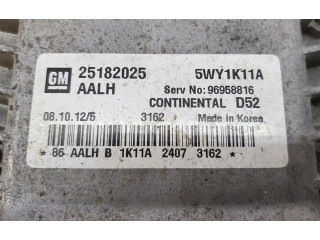 GM 25182025 5WY1K11A
AALH Serv No: 96958816
CONTINENTAL D52
08.10.12/5 3162 Made in Korea
* 86 AALH B 1K11A 2407 3162 *